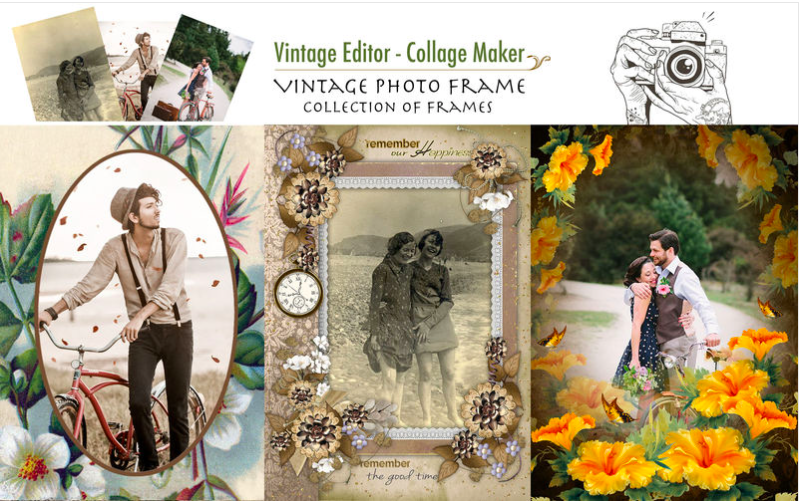 Vintage Editor - Collage Maker
VINTAGE PHOTO FRAME
COLLECTION OF FRAMES
remember
our Happiness
remember
the good time